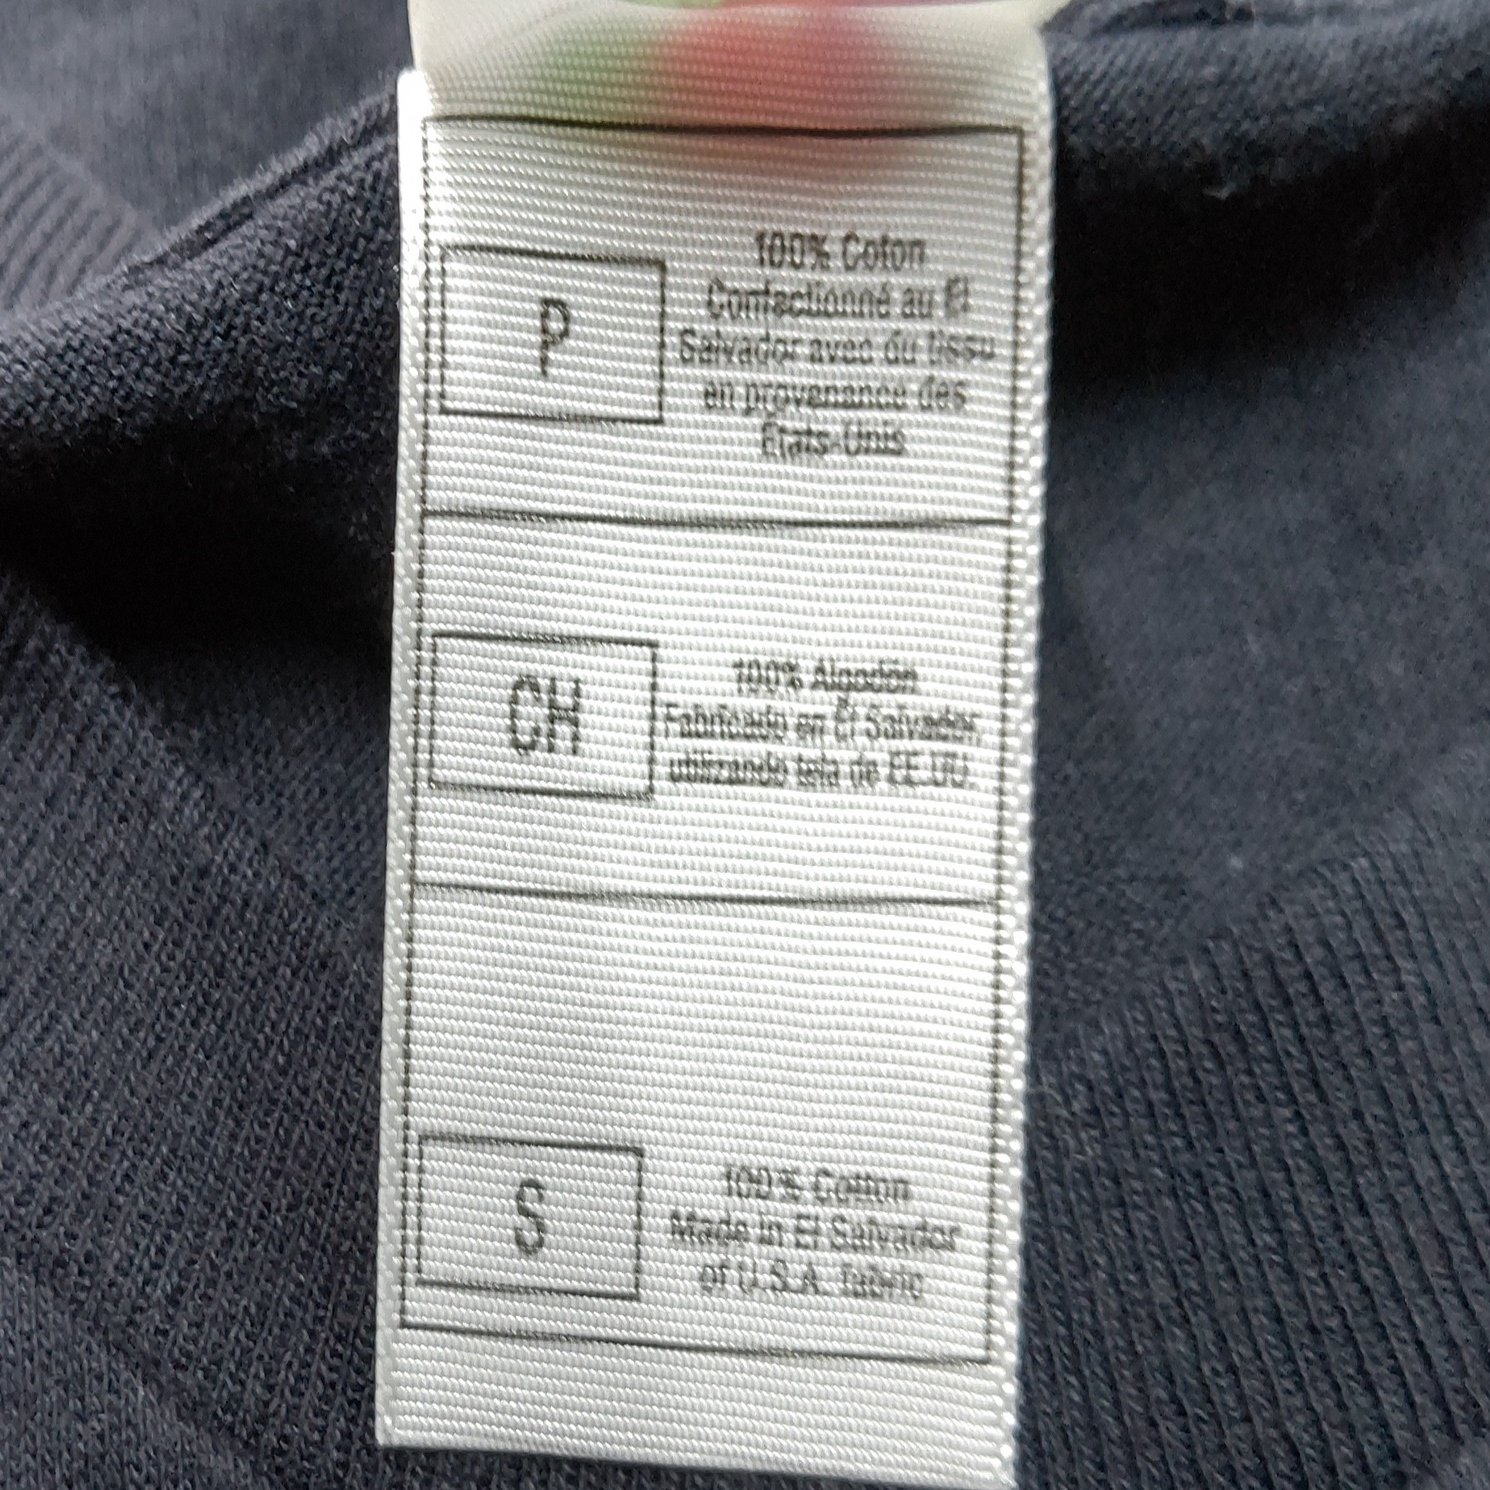 P
100% Coton
Confectionné au El
Salvador avec du tissu
en provenance des
États-Unis
CH
100% Algodón
Fabricado en El Salvador
utilizando tela de EE.UU.
S
100% Cotton
Made in El Salvador
of U.S.A. fabric